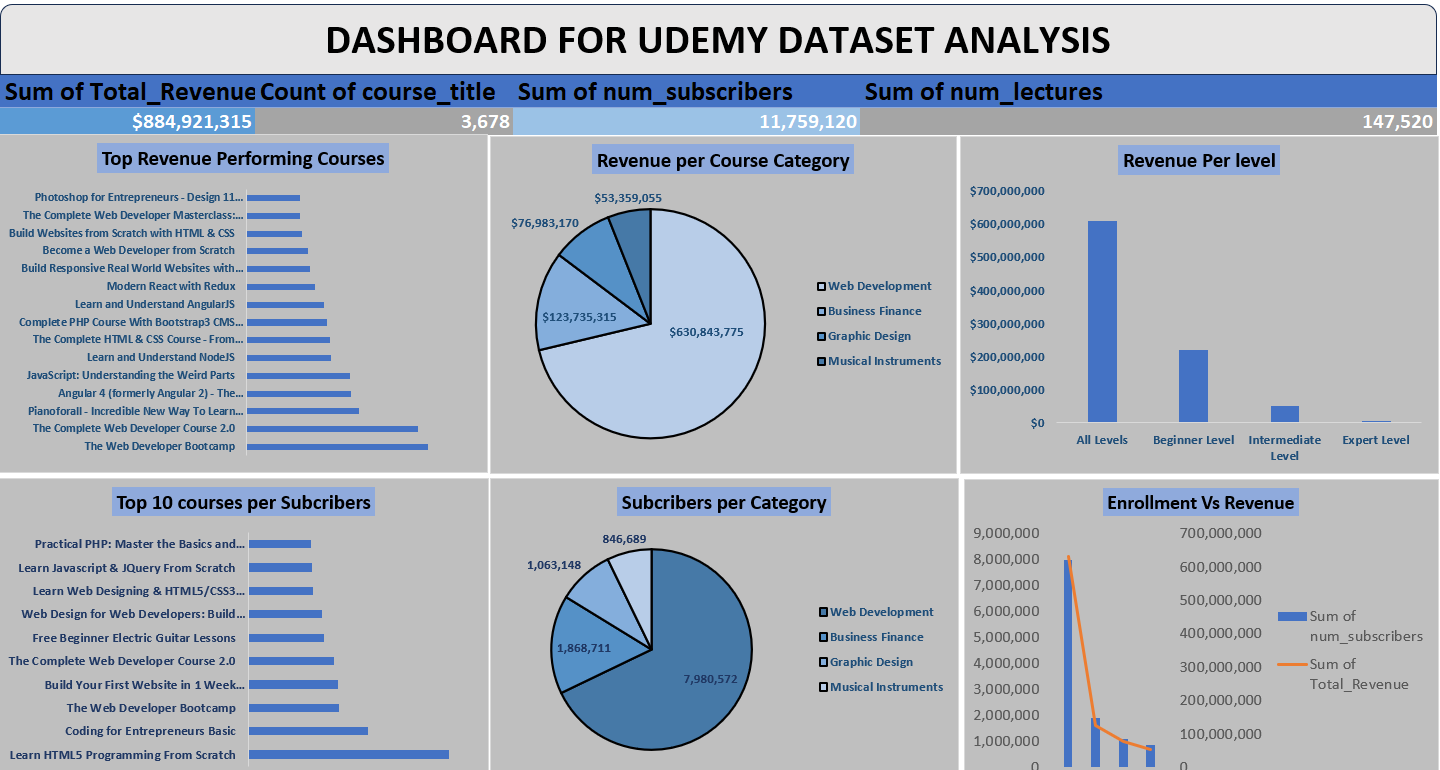 DASHBOARD FOR UDEMY DATASET ANALYSIS
Sum of Total_Revenue Count of course_title Sum of num_subscribers Sum of num_lectures
$884,921,315 3,678 11,759,120 147,520
Top Revenue Performing Courses
Photoshop for Entrepreneurs - Design 11...
The Complete Web Developer Masterclass:...
Build Websites from Scratch with HTML & CSS
Become a Web Developer from Scratch
Build Responsive Real World Websites with...
Modern React with Redux
Learn and Understand AngularJS
Complete PHP Course With Bootstrap3 CMS...
The Complete HTML & CSS Course - From...
Learn and Understand NodeJS
JavaScript: Understanding the Weird Parts
Angular 4 (formerly Angular 2) - The...
Pianoforall - Incredible New Way To Learn...
The Complete Web Developer Course 2.0
The Web Developer Bootcamp
Revenue per Course Category
$53,359,055
$76,983,170
$123,735,315
$630,843,775
Web Development
Business Finance
Graphic Design
Musical Instruments
Revenue Per level
$700,000,000
$600,000,000
$500,000,000
$400,000,000
$300,000,000
$200,000,000
$100,000,000
$0
All Levels Beginner Level Intermediate Expert Level
Level
Top 10 courses per Subcribers
Practical PHP: Master the Basics and...
Learn Javascript & JQuery From Scratch
Learn Web Designing & HTML5/CSS3...
Web Design for Web Developers: Build...
Free Beginner Electric Guitar Lessons
The Complete Web Developer Course 2.0
Build Your First Website in 1 Week...
The Web Developer Bootcamp
Coding for Entrepreneurs Basic
Learn HTML5 Programming From Scratch
Subcribers per Category
846,689
1,063,148
1,868,711
7,980,572
Web Development
Business Finance
Graphic Design
Musical Instruments
Enrollment Vs Revenue
9,000,000
8,000,000
7,000,000
6,000,000
5,000,000
4,000,000
3,000,000
2,000,000
1,000,000
0
700,000,000
600,000,000
500,000,000
400,000,000
300,000,000
200,000,000
100,000,000
0
Sum of
num_subscribers
Sum of
Total_Revenue